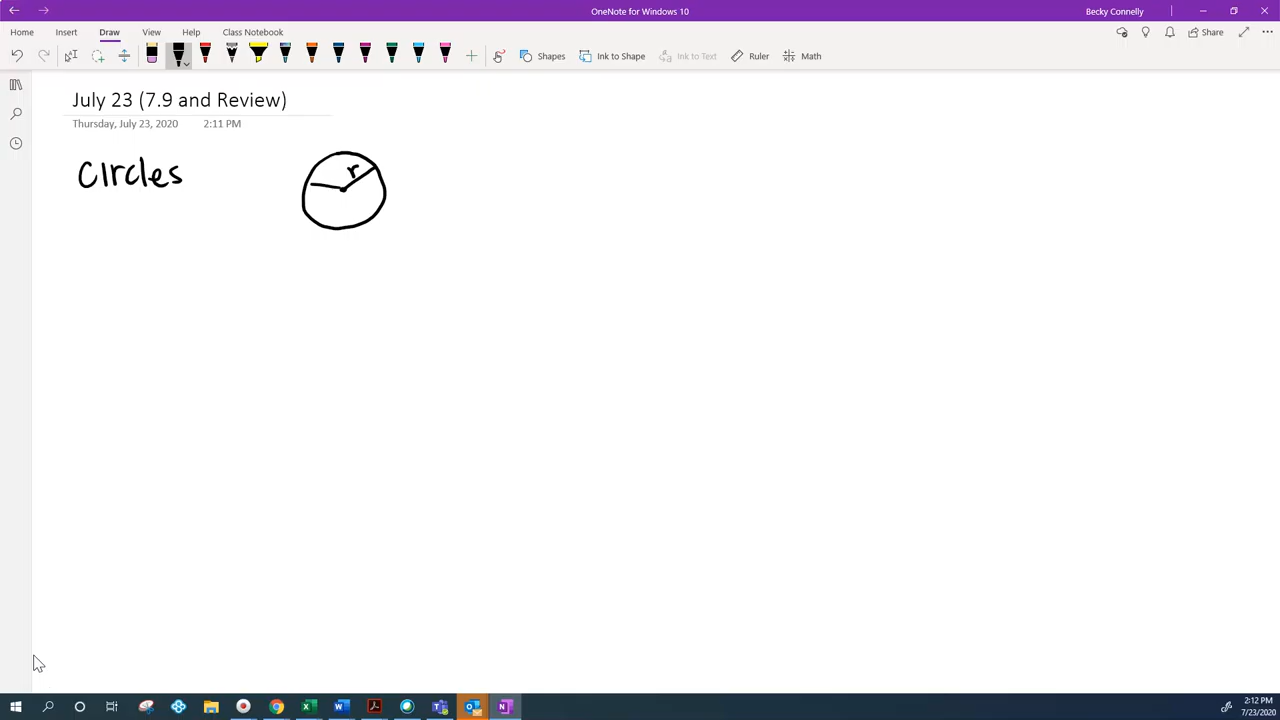 OneNote for Windows 10
Becky Connelly
Home Insert Draw View Help Class Notebook
Share
Shapes Ink to Shape Ink to Text Ruler Math
July 23 (7.9 and Review)
Thursday, July 23, 2020 2:11 PM
Circles
r
2:12 PM
7/23/2020